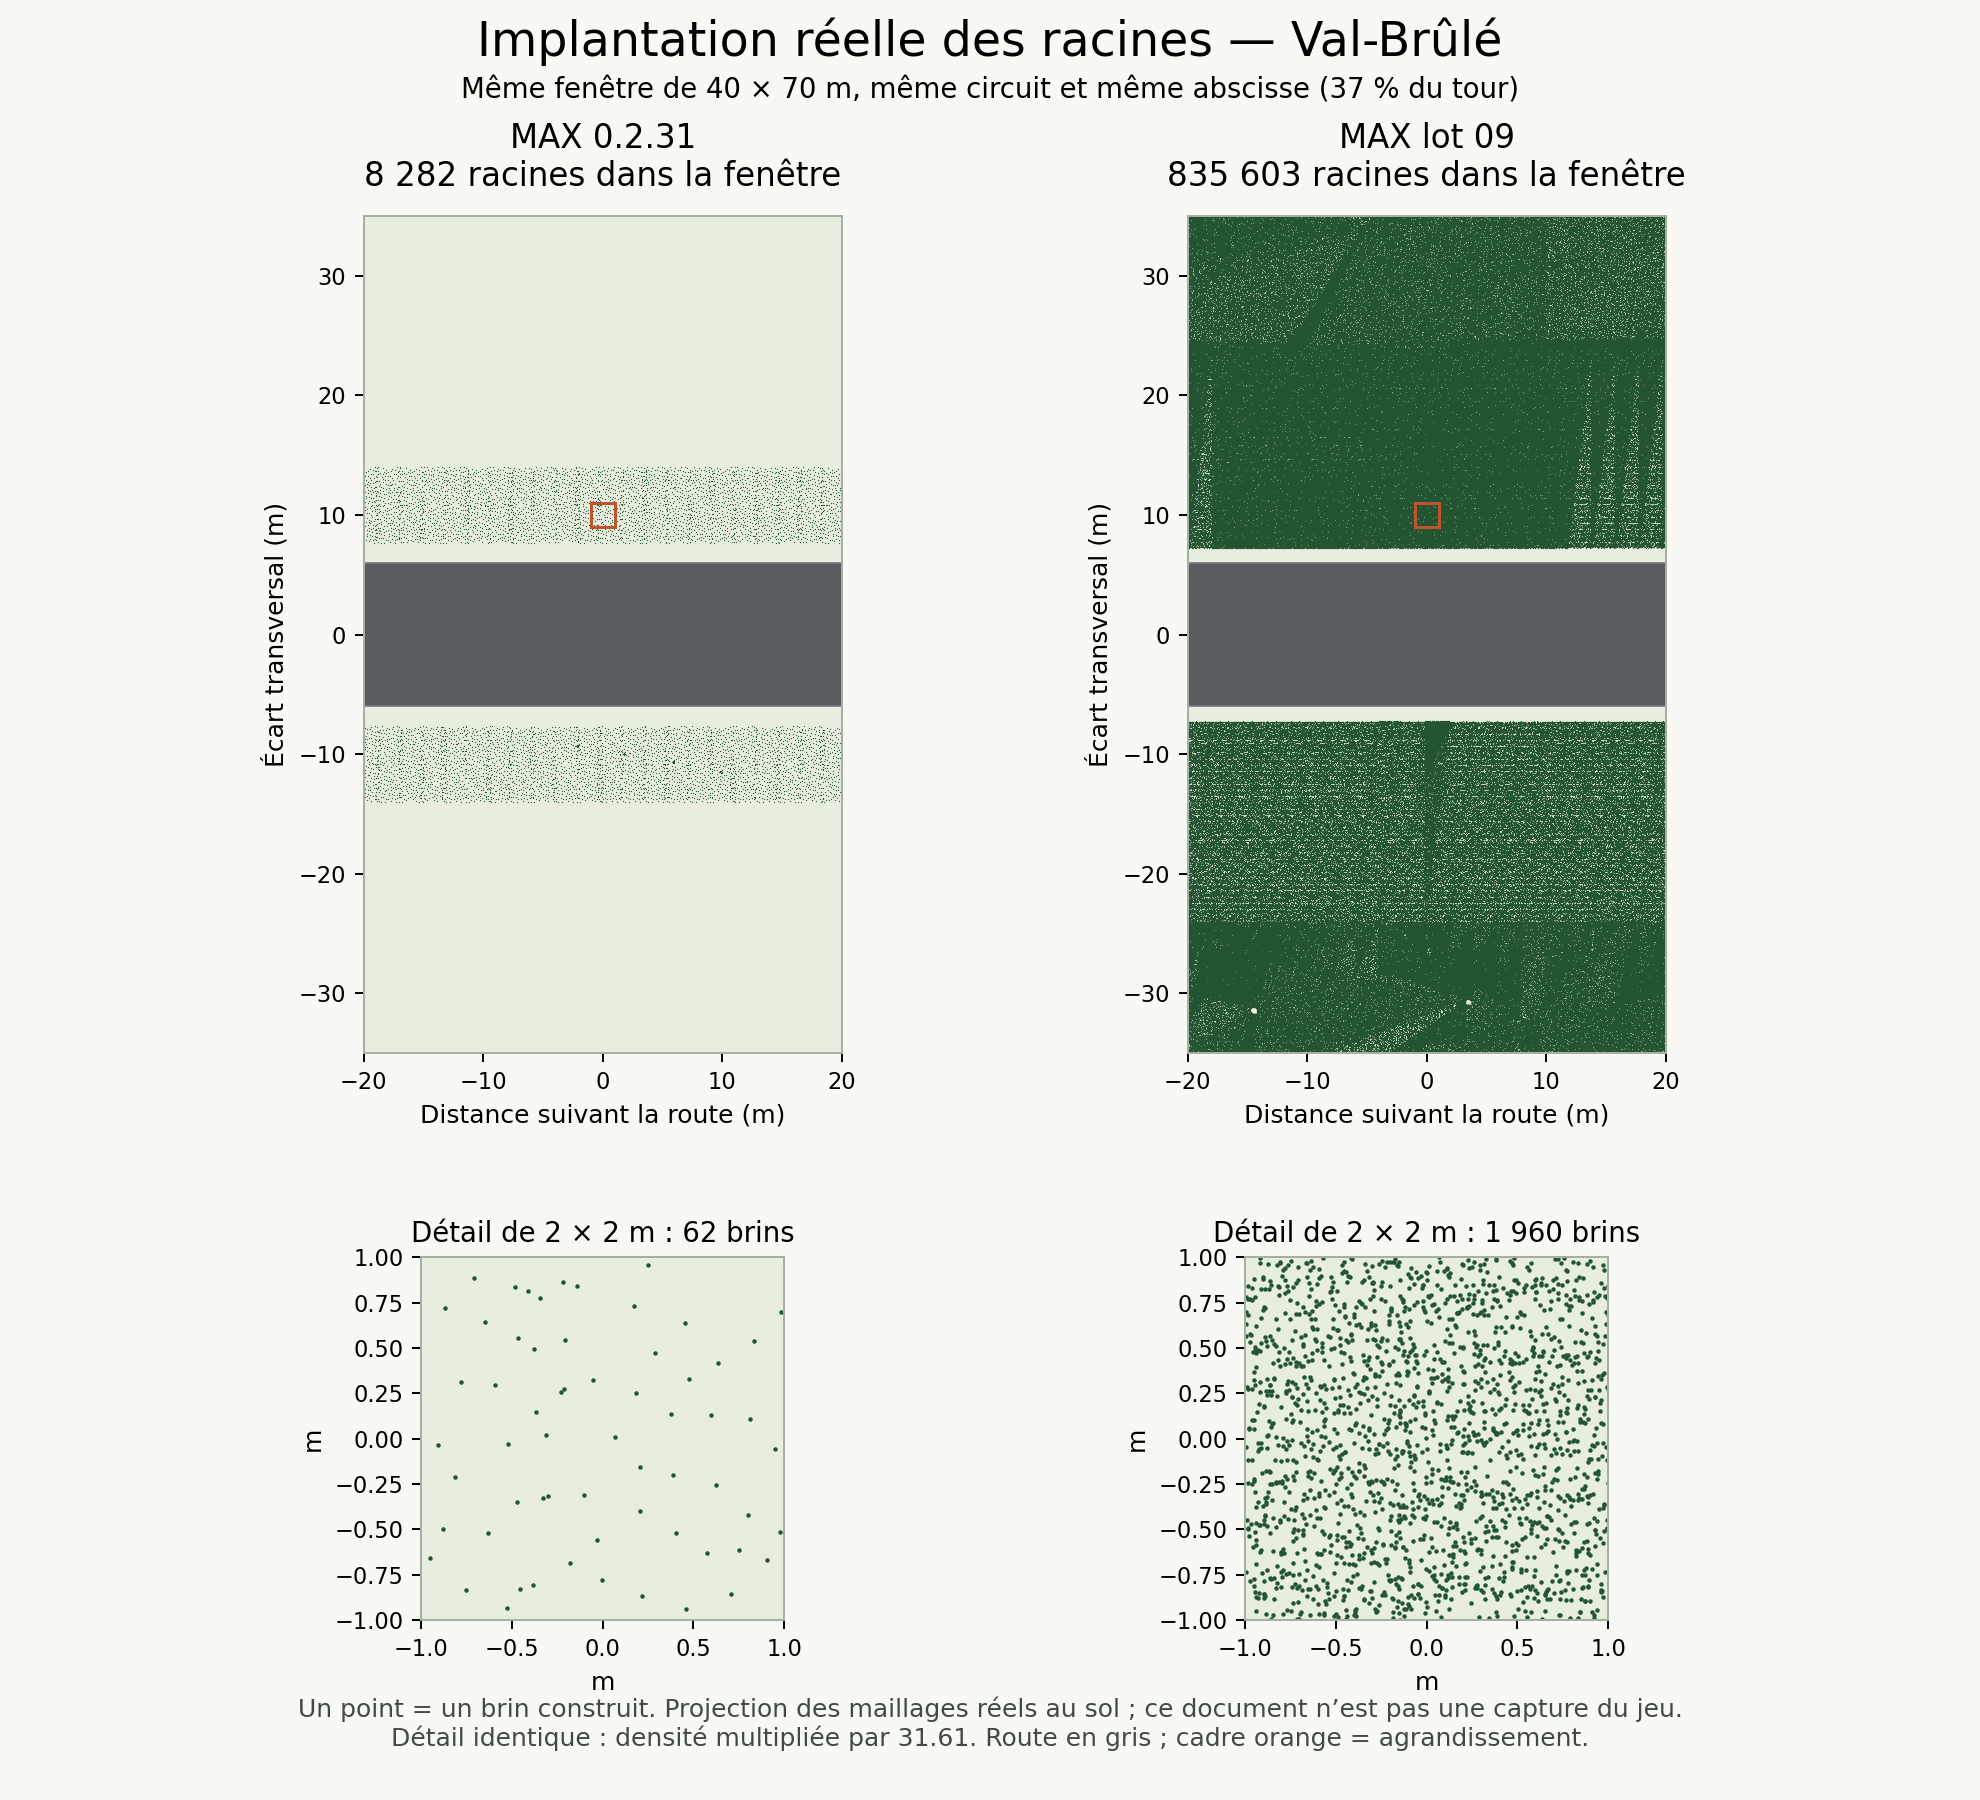 Implantation réelle des racines — Val-Brûlé
Même fenêtre de 40 × 70 m, même circuit et même abscisse (37 % du tour)
MAX 0.2.31
8 282 racines dans la fenêtre
30
20
10
0
−10
−20
−30
Écart transversal (m)
−20
−10
0
10
20
Distance suivant la route (m)
MAX lot 09
835 603 racines dans la fenêtre
30
20
10
0
−10
−20
−30
Écart transversal (m)
−20
−10
0
10
20
Distance suivant la route (m)
Détail de 2 × 2 m : 62 brins
1.00
0.75
0.50
0.25
0.00
−0.25
−0.50
−0.75
−1.00
m
−1.0
−0.5
0.0
0.5
1.0
m
Détail de 2 × 2 m : 1 960 brins
1.00
0.75
0.50
0.25
0.00
−0.25
−0.50
−0.75
−1.00
m
−1.0
−0.5
0.0
0.5
1.0
m
Un point = un brin construit. Projection des maillages réels au sol ; ce document n’est pas une capture du jeu.
Détail identique : densité multipliée par 31.61. Route en gris ; cadre orange = agrandissement.